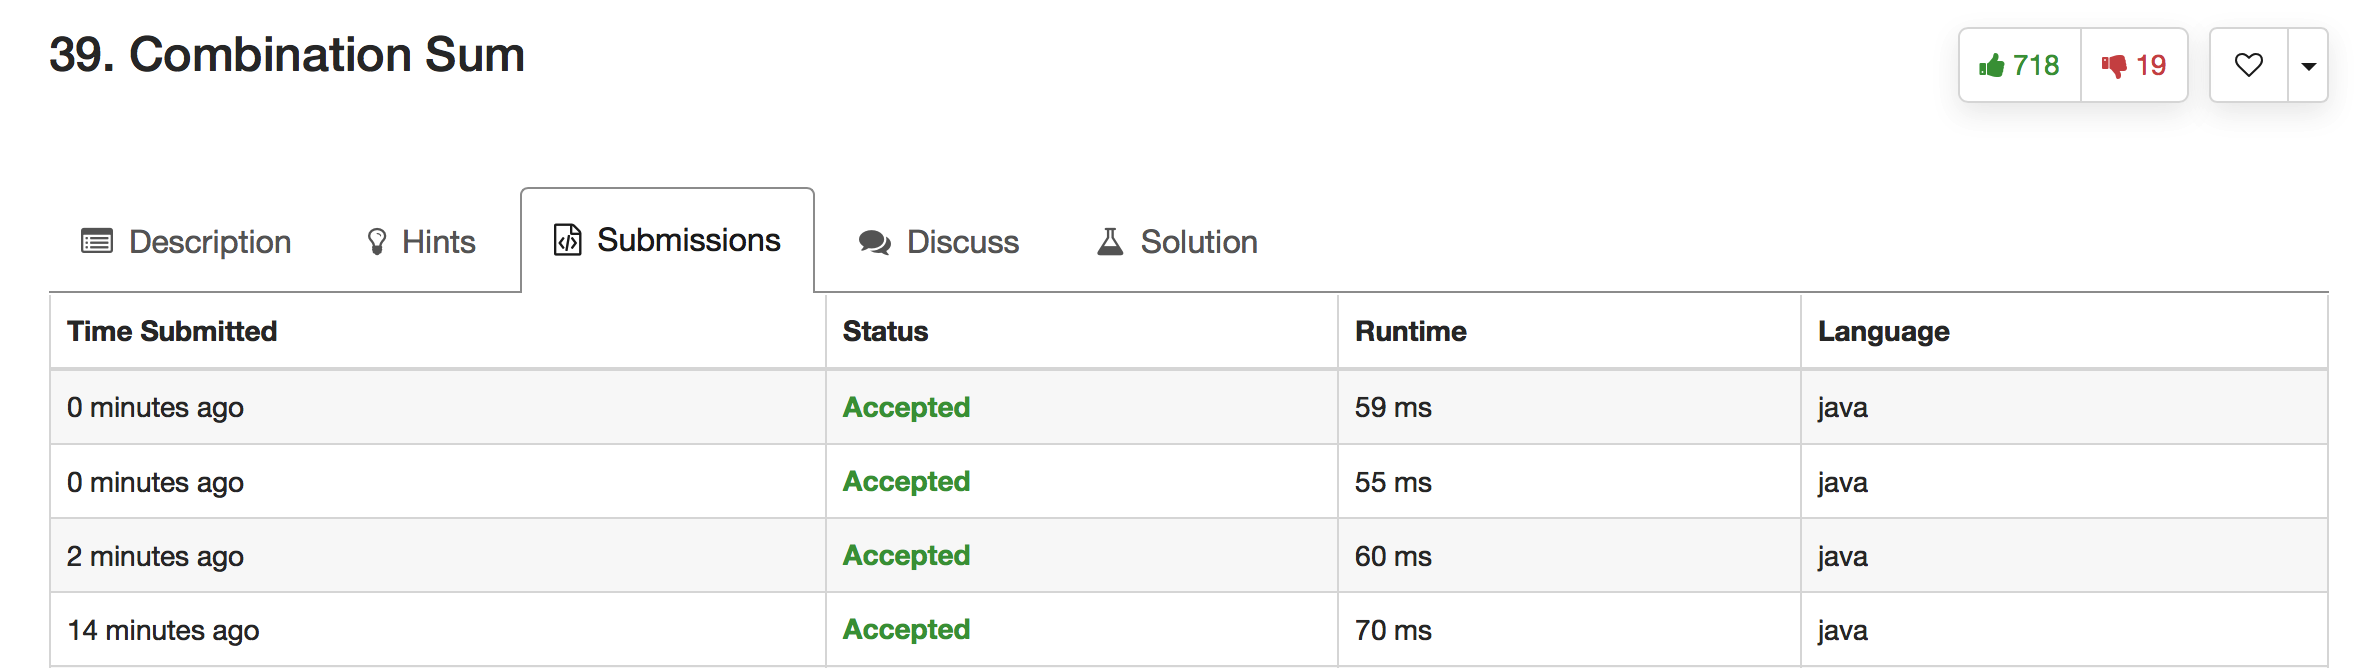 39. Combination Sum
718 19
Description Hints Submissions Discuss Solution
Time Submitted Status Runtime Language
0 minutes ago Accepted 59 ms java
0 minutes ago Accepted 55 ms java
2 minutes ago Accepted 60 ms java
14 minutes ago Accepted 70 ms java